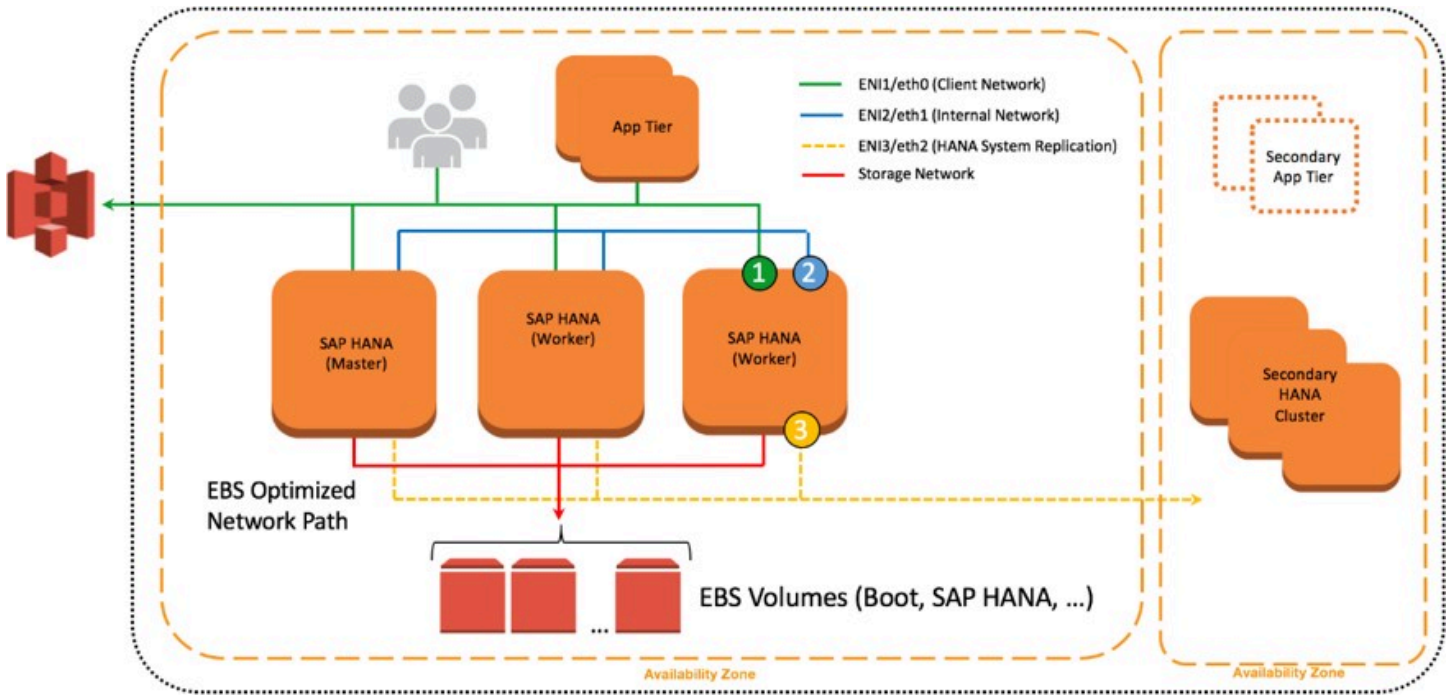 ENI1/eth0 (Client Network)
ENI2/eth1 (Internal Network)
ENI3/eth2 (HANA System Replication)
Storage Network
App Tier
Secondary
App Tier
1
2
SAP HANA
(Master)
SAP HANA
(Worker)
SAP HANA
(Worker)
3
Secondary
HANA
Cluster
EBS Optimized
Network Path
...
EBS Volumes (Boot, SAP HANA, ...)
Availability Zone
Availability Zone